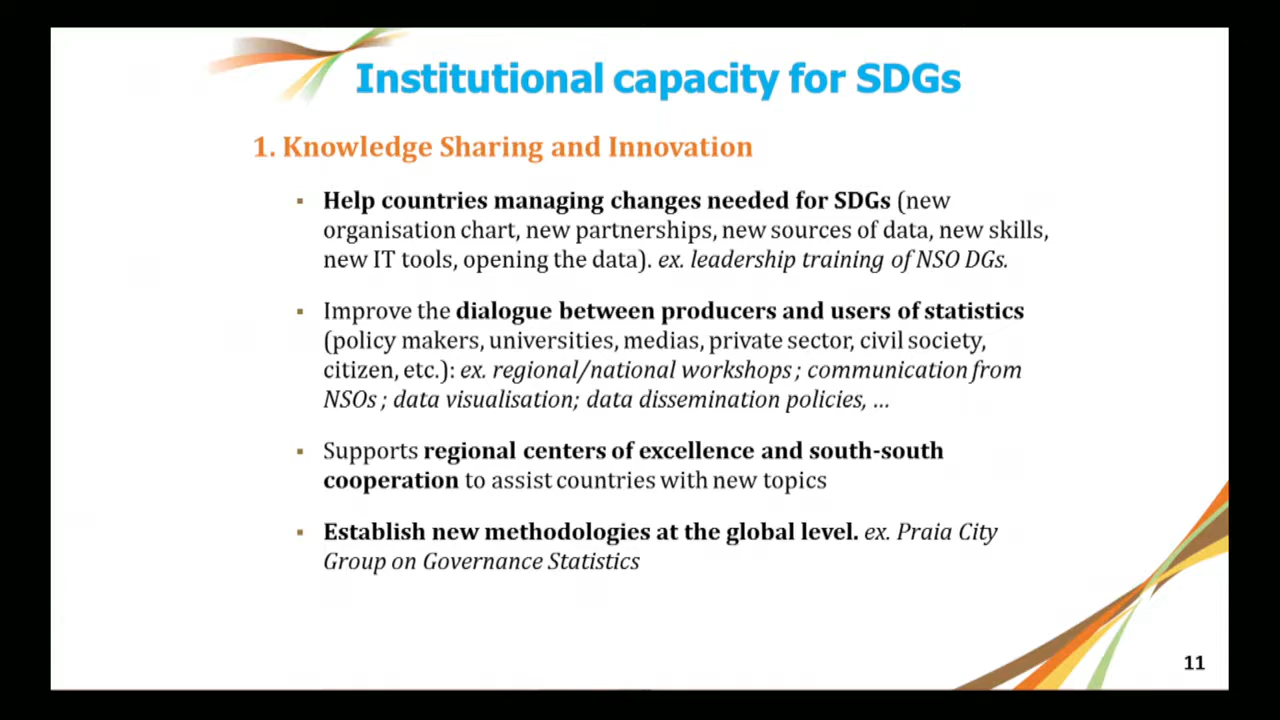 Institutional capacity for SDGs
1. Knowledge Sharing and Innovation
▪ Help countries managing changes needed for SDGs (new
organisation chart, new partnerships, new sources of data, new skills,
new IT tools, opening the data). ex. leadership training of NSO DGs.
▪ Improve the dialogue between producers and users of statistics
(policy makers, universities, medias, private sector, civil society,
citizen, etc.): ex. regional/national workshops ; communication from
NSOs ; data visualisation; data dissemination policies, ...
▪ Supports regional centers of excellence and south-south
cooperation to assist countries with new topics
▪ Establish new methodologies at the global level. ex. Praia City
Group on Governance Statistics
11